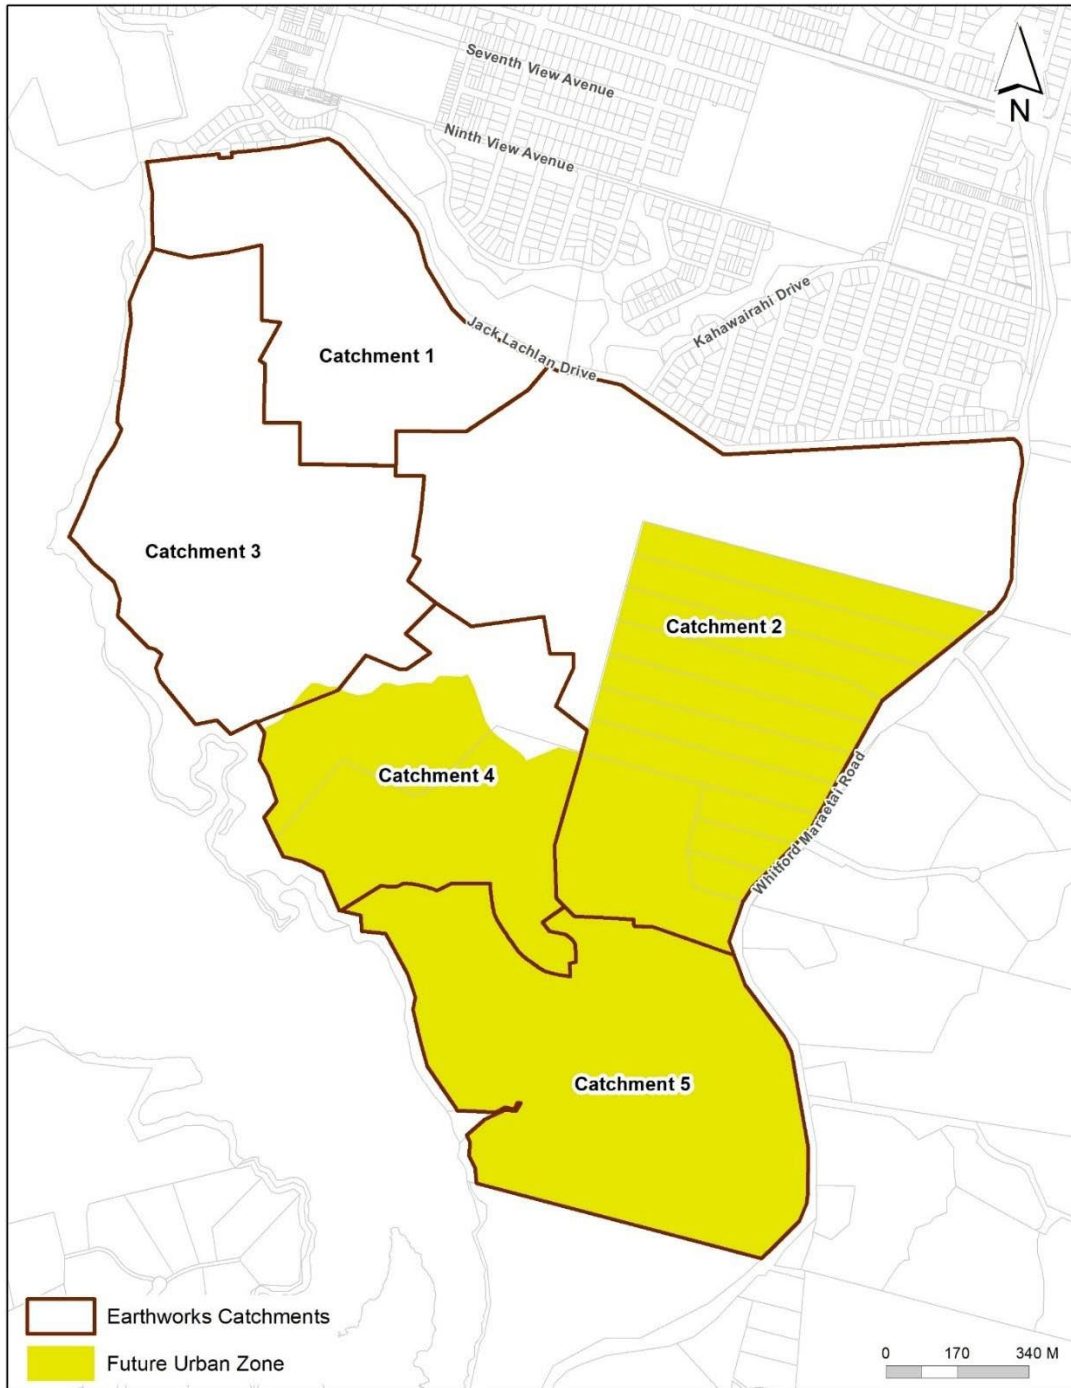 Seventh View Avenue
N
Ninth View Avenue
Kahawairahi Drive
Jack Lachlan Drive
Catchment 1
Catchment 3
Catchment 2
Catchment 4
Whitford Maraetai Road
Catchment 5
Earthworks Catchments
Future Urban Zone
0 170 340 M